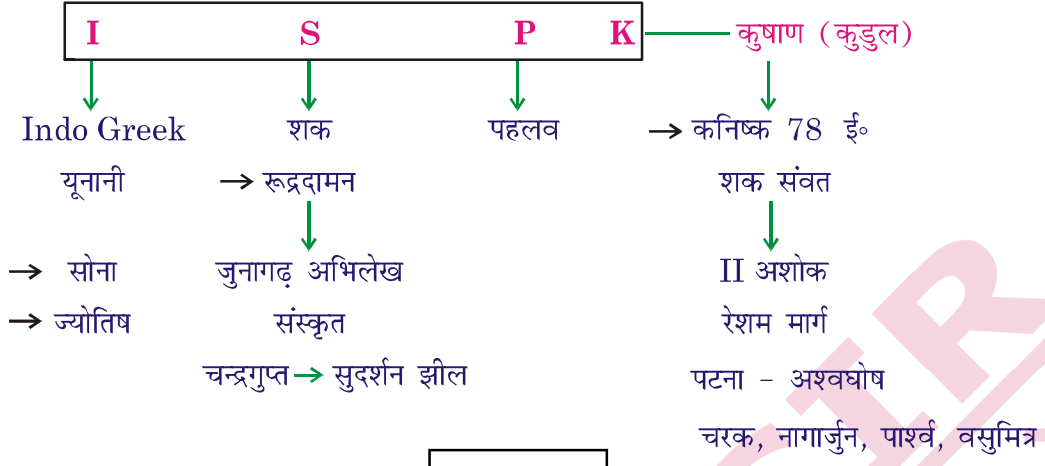 I S P K कुषाण (कुडुल)
Indo Greek शक पहलव → कनिष्क 78 ई॰
यूनानी → रूद्रदामन शक संवत
→ सोना जुनागढ़ अभिलेख II अशोक
→ ज्योतिष संस्कृत रेशम मार्ग
चन्द्रगुप्त → सुदर्शन झील पटना - अश्वघोष
चरक, नागार्जुन, पार्श्व, वसुमित्र